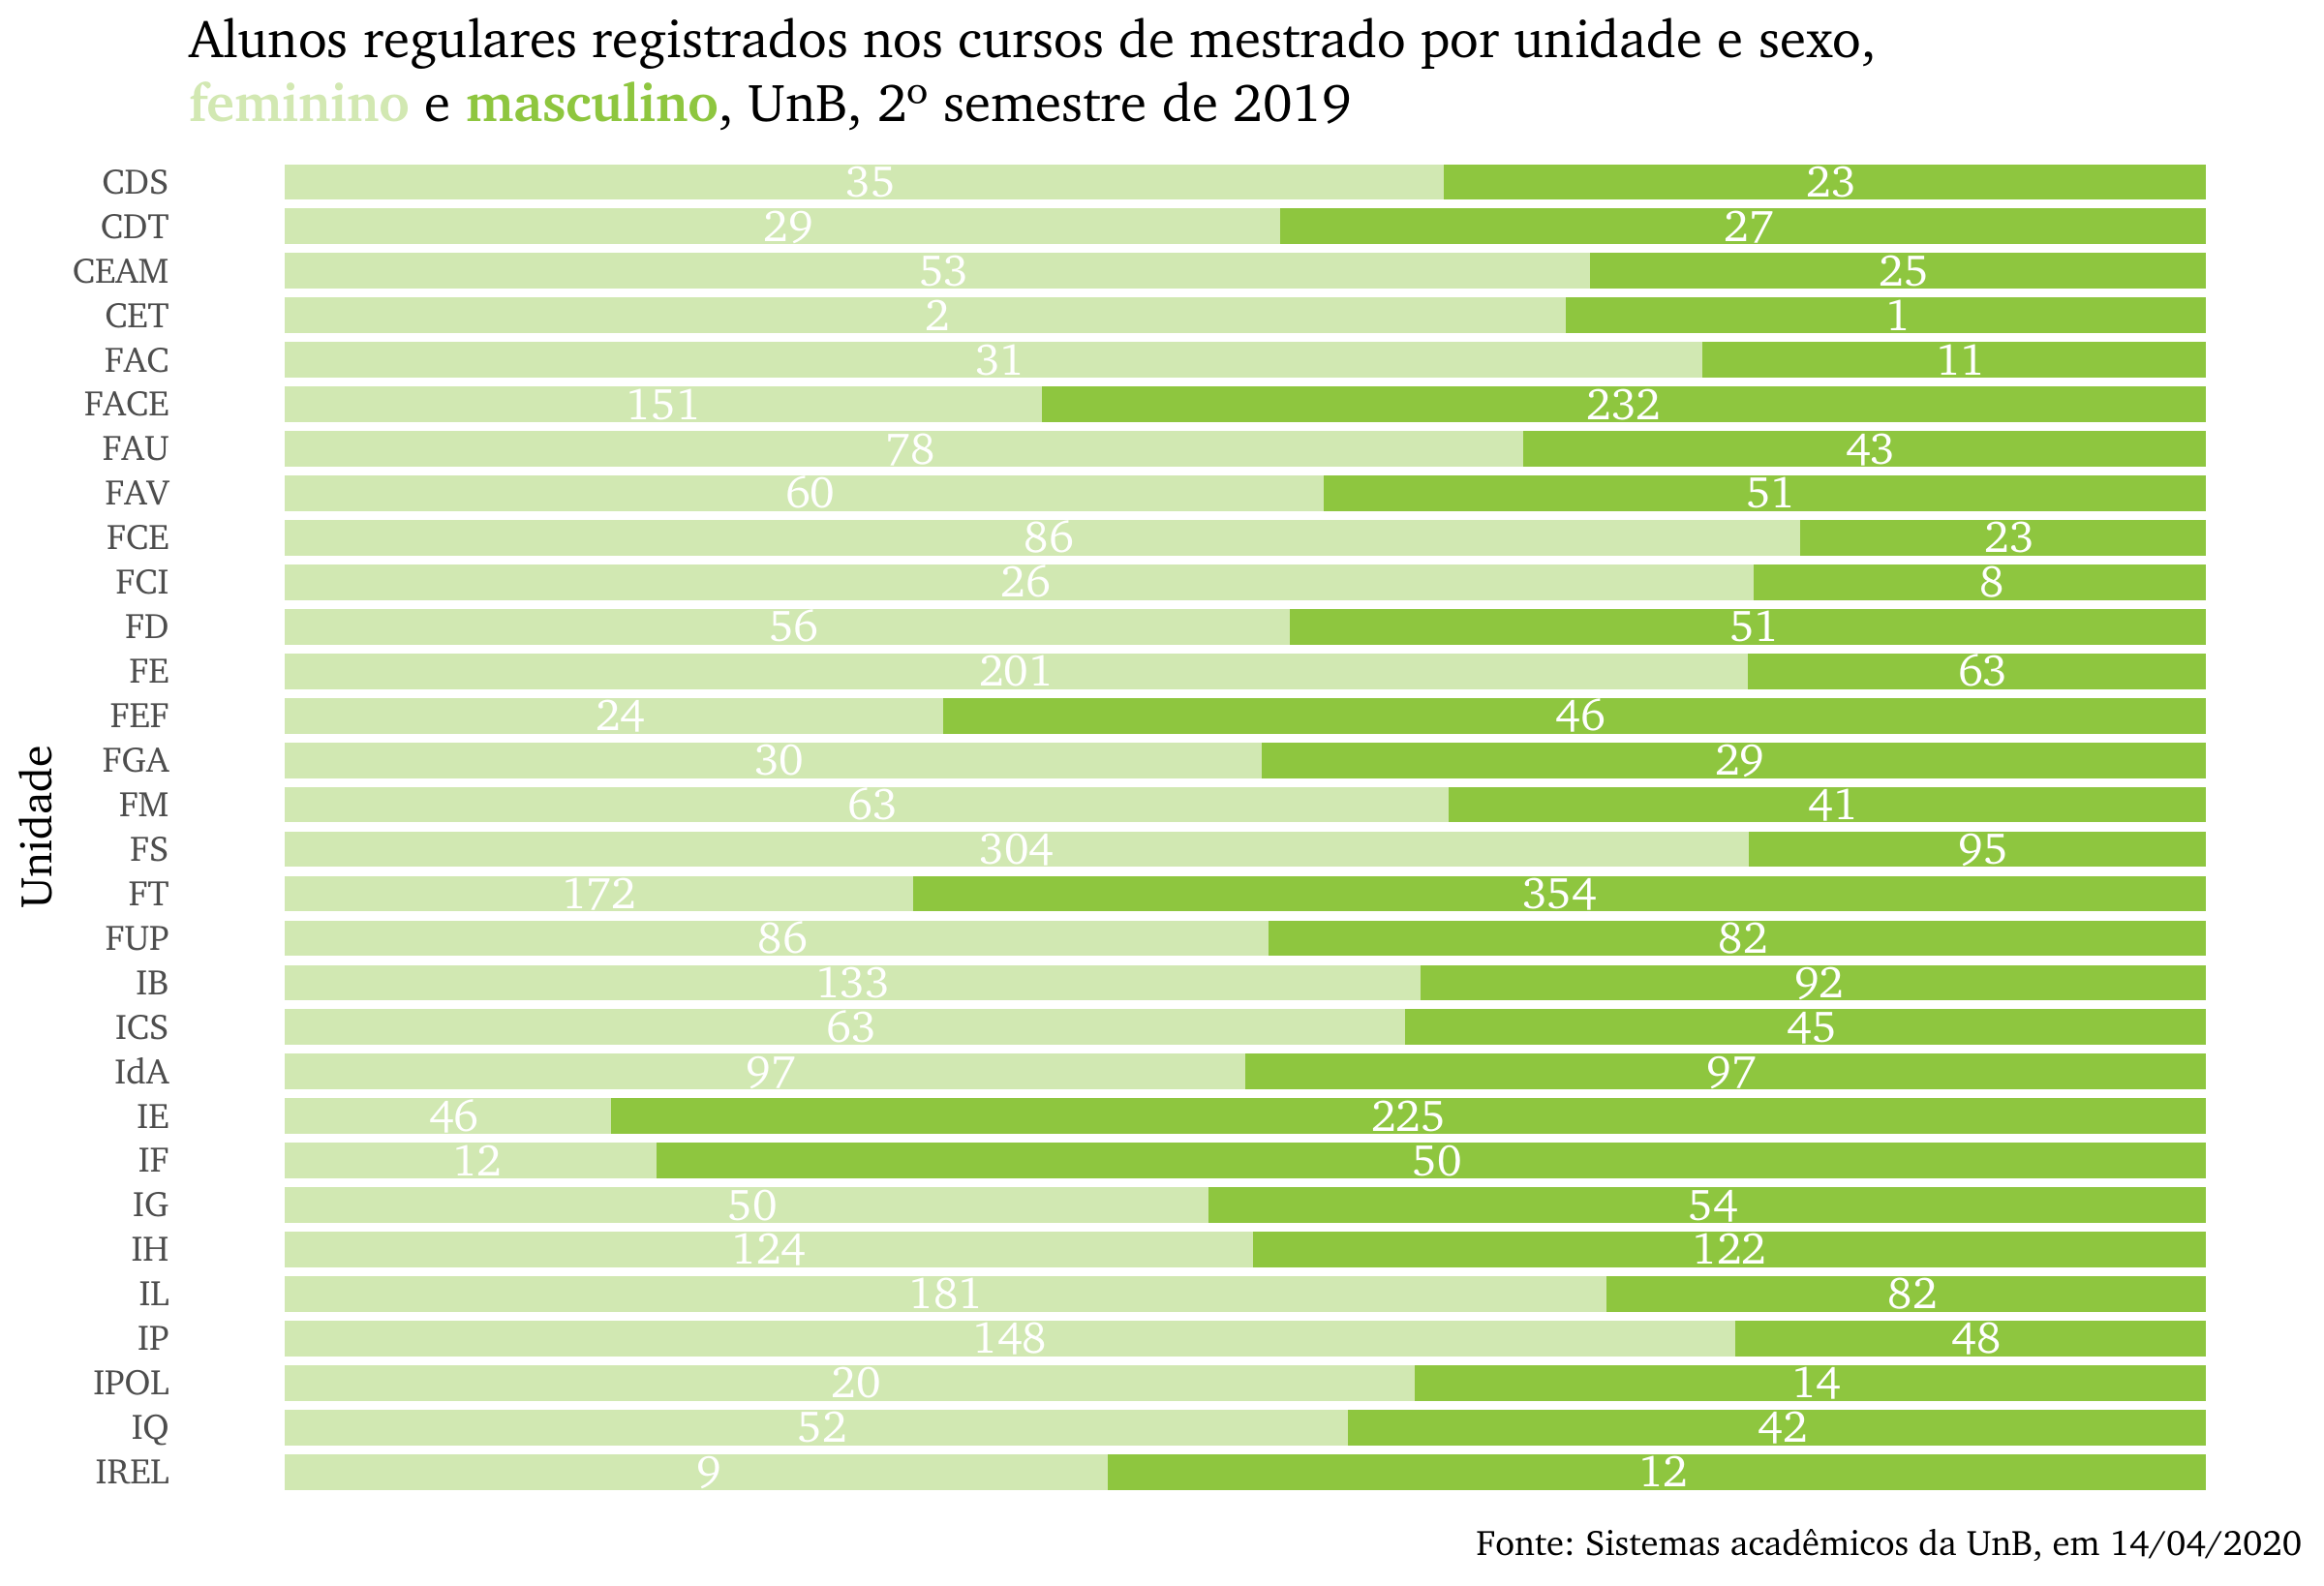 Alunos regulares registrados nos cursos de mestrado por unidade e sexo,
feminino e masculino, UnB, 2º semestre de 2019
Unidade
CDS 35 23
CDT 29 27
CEAM 53 25
CET 2 1
FAC 31 11
FACE 151 232
FAU 78 43
FAV 60 51
FCE 86 23
FCI 26 8
FD 56 51
FE 201 63
FEF 24 46
FGA 30 29
FM 63 41
FS 304 95
FT 172 354
FUP 86 82
IB 133 92
ICS 63 45
IdA 97 97
IE 46 225
IF 12 50
IG 50 54
IH 124 122
IL 181 82
IP 148 48
IPOL 20 14
IQ 52 42
IREL 9 12
Fonte: Sistemas acadêmicos da UnB, em 14/04/2020